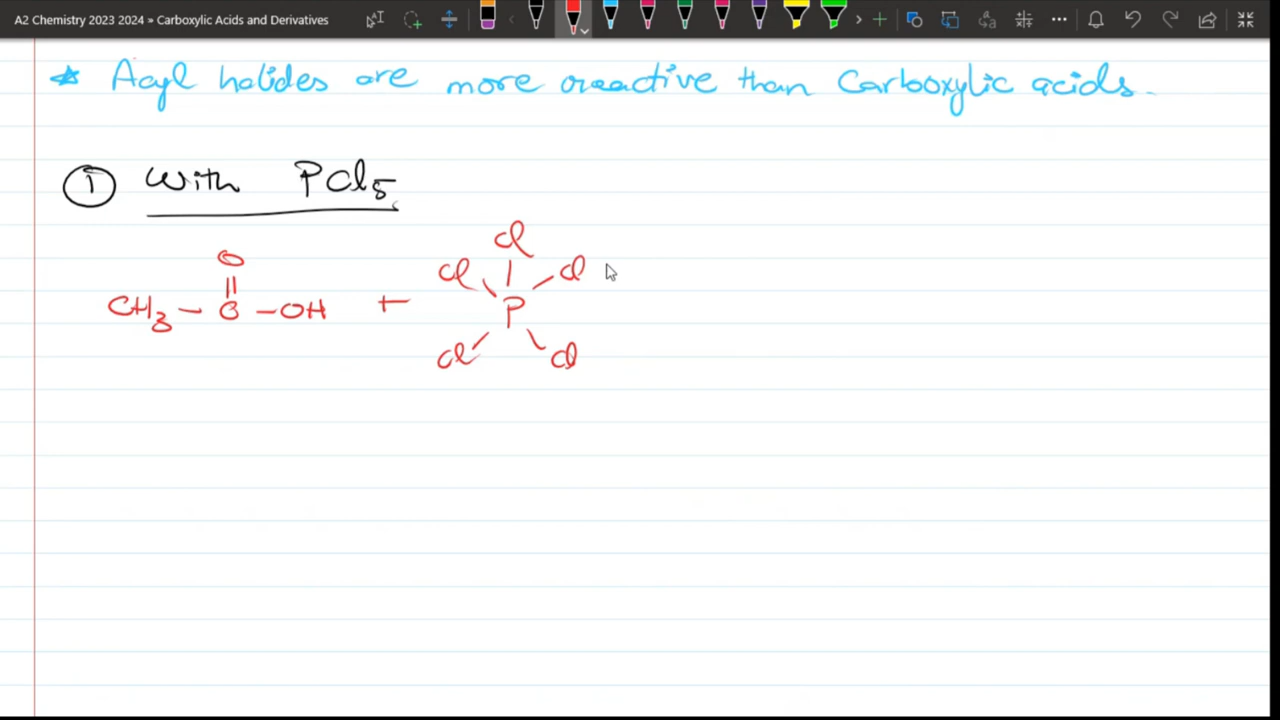 A2 Chemistry 2023 2024 » Carboxylic Acids and Derivatives
* Acyl halides are more reactive than Carboxylic acids.
① With PCl₅
O
||
CH₃ - C - OH +
Cl
Cl Cl
P
Cl Cl